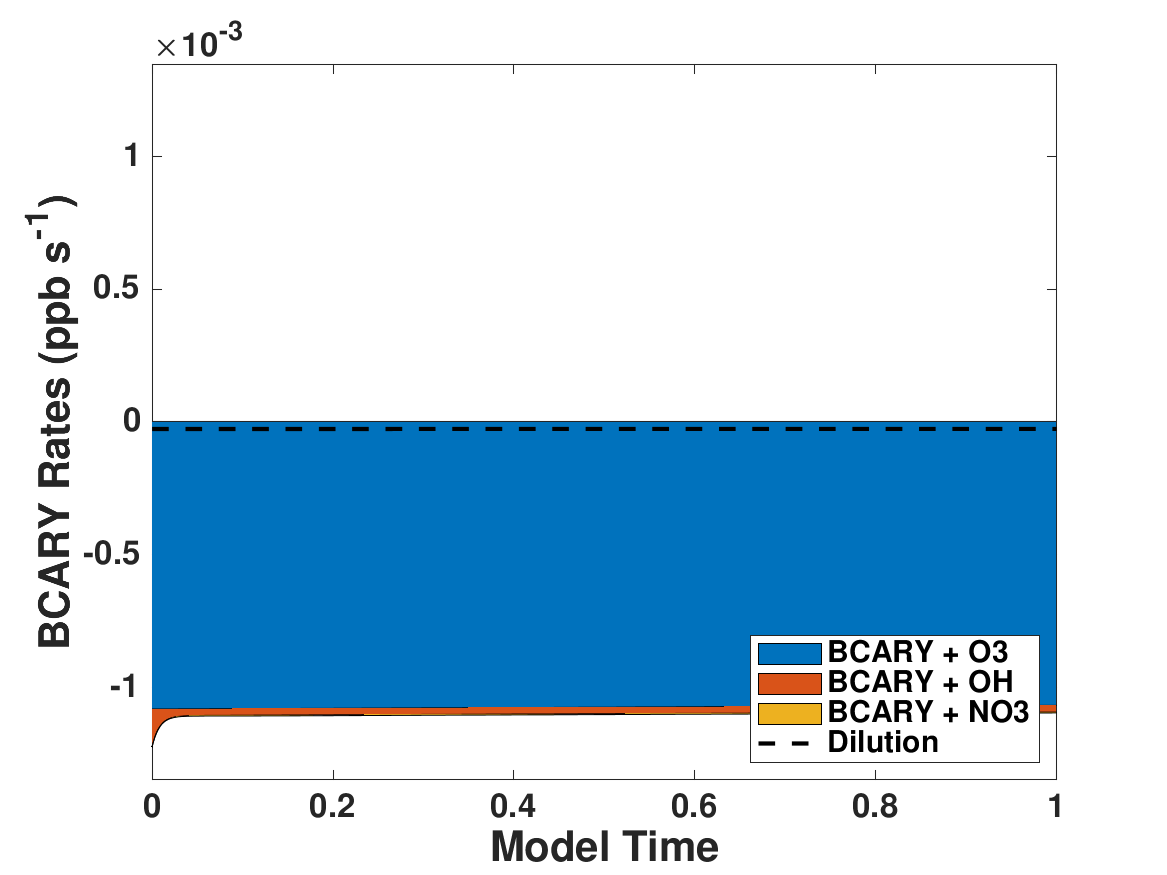 ×10-3
1
0.5
0
-0.5
-1
BCARY Rates (ppb s-1)
BCARY + O3
BCARY + OH
BCARY + NO3
Dilution
0 0.2 0.4 0.6 0.8 1
Model Time